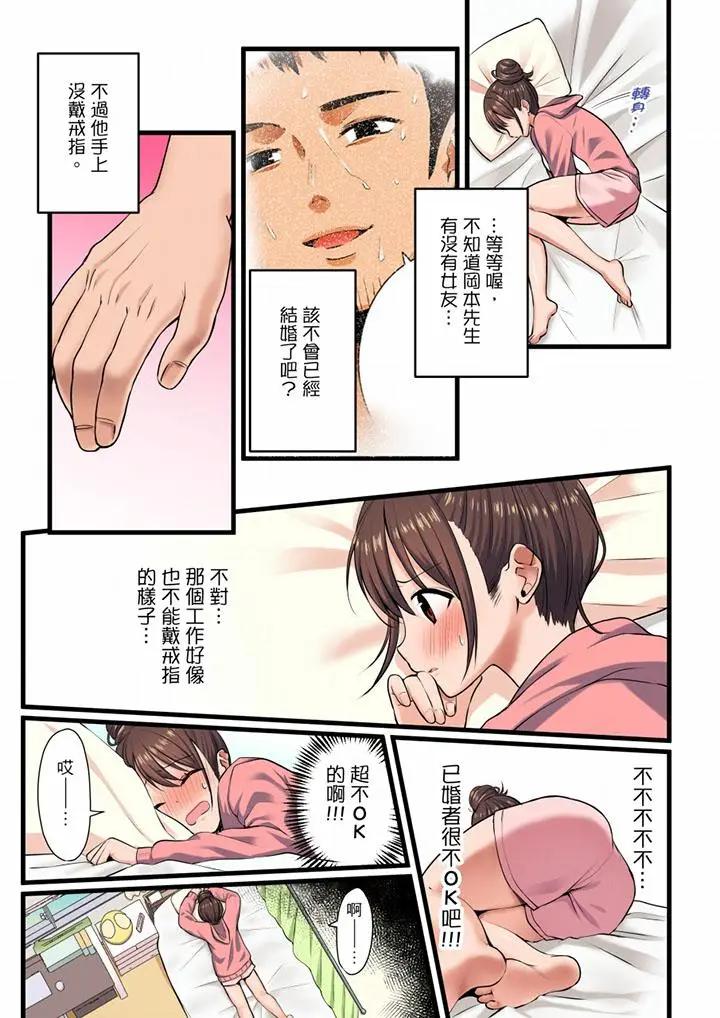 轉身…
…等等喔，
不知道岡本先生
有沒有女友…
該不會已經
結婚了吧？
不過他手上
沒戴戒指。
不對…
那個工作好像
也不能戴戒指
的樣子…
不不不不不…
已婚者很不OK吧!!!
超不OK
的啊!!!
哎——…
啊——…